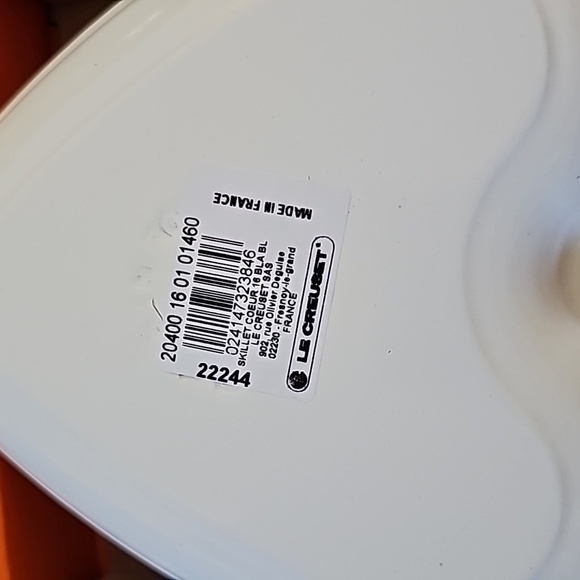 MADE IN FRANCE
20400 16 01 01460
024147323846
SKILLET COEUR 16 BLA BL
LE CREUSET SAS
902, rue Olivier Deguise
02230 - Fresnoy-le-grand
FRANCE
LE CREUSET®
22244